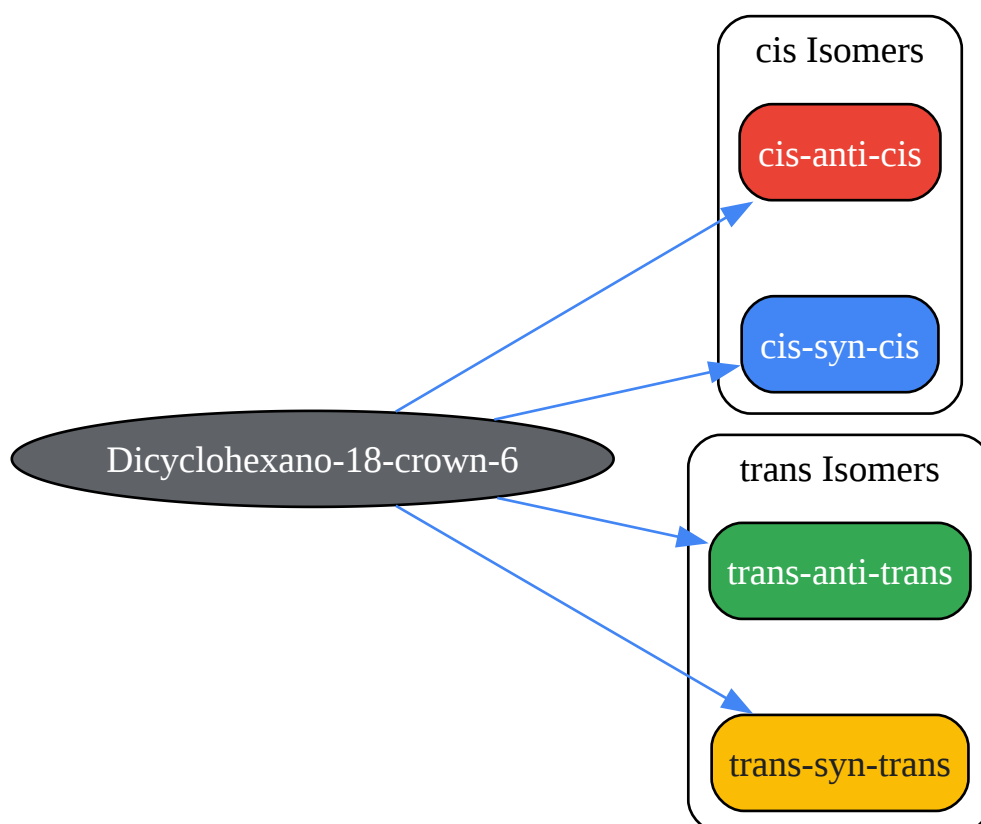 cis Isomers
cis-anti-cis
cis-syn-cis
Dicyclohexano-18-crown-6
trans Isomers
trans-anti-trans
trans-syn-trans